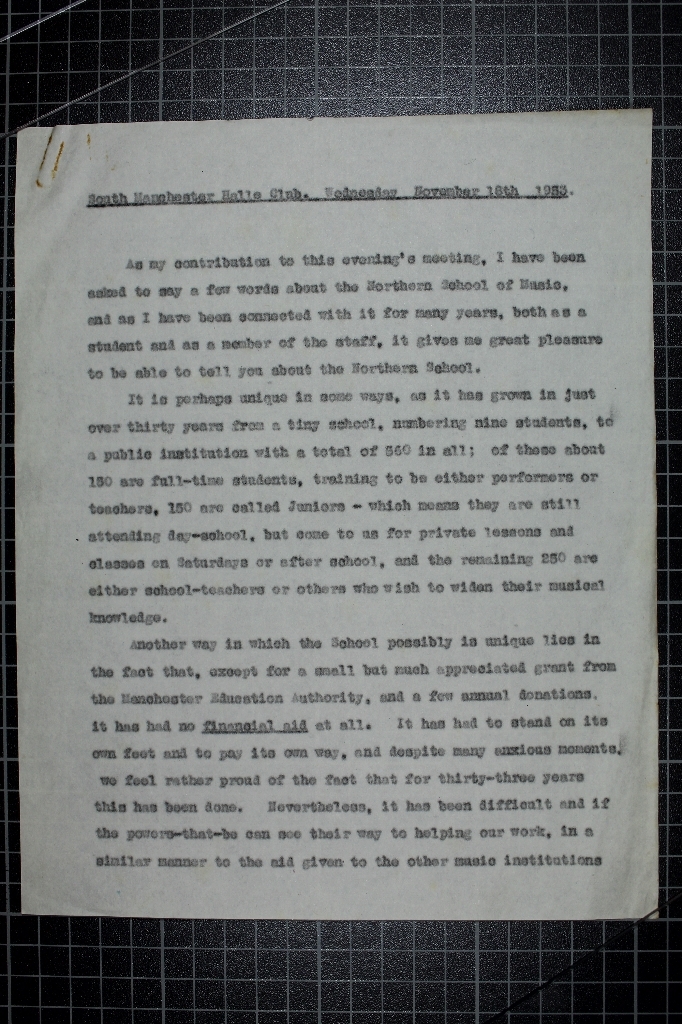 South Manchester Halle Club. Wednesday November 18th 1953.
As my contribution to this evening's meeting, I have been
asked to say a few words about the Northern School of Music,
and as I have been connected with it for many years, both as a
student and as a member of the staff, it gives me great pleasure
to be able to tell you about the Northern School.
It is perhaps unique in some ways, as it has grown in just
over thirty years from a tiny school, numbering nine students, to
a public institution with a total of 560 in all; of these about
150 are full-time students, training to be either performers or
teachers, 150 are called Juniors - which means they are still
attending day-school, but come to us for private lessons and
classes on Saturdays or after school, and the remaining 250 are
either school-teachers or others who wish to widen their musical
knowledge.
Another way in which the School possibly is unique lies in
the fact that, except for a small but much appreciated grant from
the Manchester Education Authority, and a few annual donations,
it has had no financial aid at all. It has had to stand on its
own feet and to pay its own way, and despite many anxious moments,
we feel rather proud of the fact that for thirty-three years
this has been done. Nevertheless, it has been difficult and if
the powers-that-be can see their way to helping our work, in a
similar manner to the aid given to the other music institutions